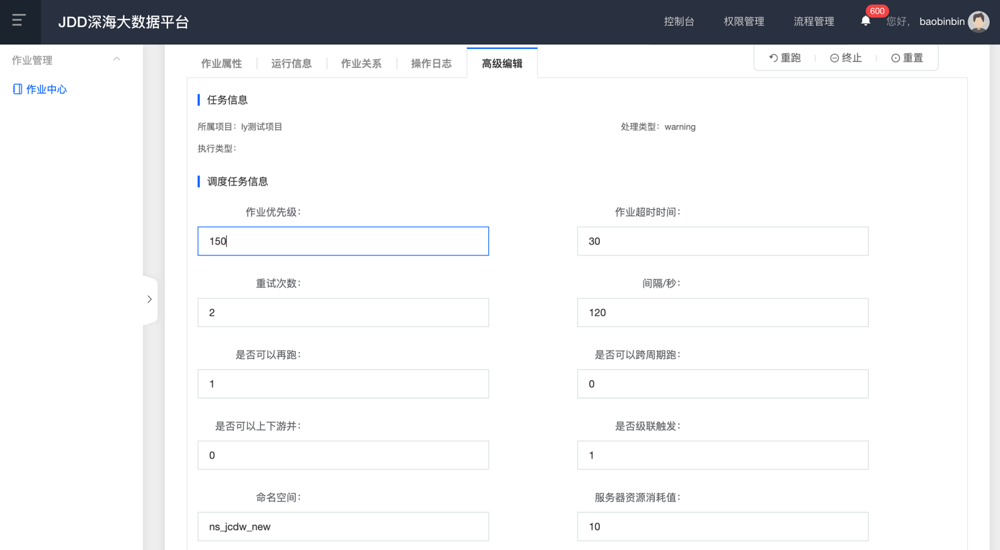 JDD深海大数据平台
控制台
权限管理
流程管理
600
您好,
baobinbin
作业管理
作业中心
作业属性
运行信息
作业关系
操作日志
高级编辑
重跑
终止
重置
任务信息
所属项目: ly测试项目
处理类型: warning
执行类型:
调度任务信息
作业优先级:
作业超时时间:
150
30
重试次数:
间隔/秒:
2
120
是否可以再跑:
是否可以跨周期跑:
1
0
是否可以上下游并:
是否级联触发:
0
1
命名空间:
服务器资源消耗值:
ns_jcdw_new
10